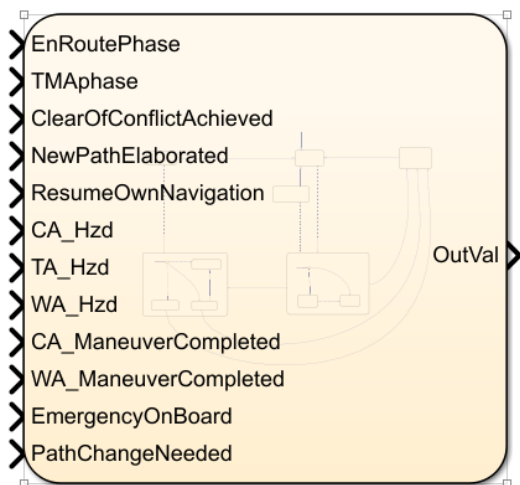 EnRoutePhase
TMAphase
ClearOfConflictAchieved
NewPathElaborated
ResumeOwnNavigation
CA_Hzd
TA_Hzd
OutVal
WA_Hzd
CA_ManeuverCompleted
WA_ManeuverCompleted
EmergencyOnBoard
PathChangeNeeded